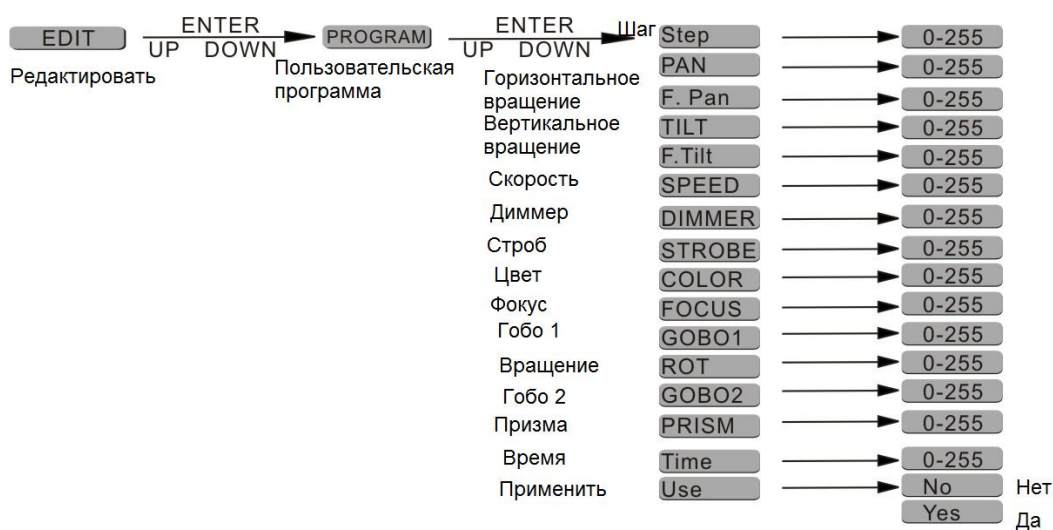 EDIT ENTER PROGRAM ENTER Шаг Step 0-255
UP DOWN UP DOWN
Редактировать Пользовательская
программа
Горизонтальное PAN 0-255
вращение F. Pan 0-255
Вертикальное TILT 0-255
вращение F.Tilt 0-255
Скорость SPEED 0-255
Диммер DIMMER 0-255
Строб STROBE 0-255
Цвет COLOR 0-255
Фокус FOCUS 0-255
Гобо 1 GOBO1 0-255
Вращение ROT 0-255
Гобо 2 GOBO2 0-255
Призма PRISM 0-255
Время Time 0-255
Применить Use No Нет
Yes Да